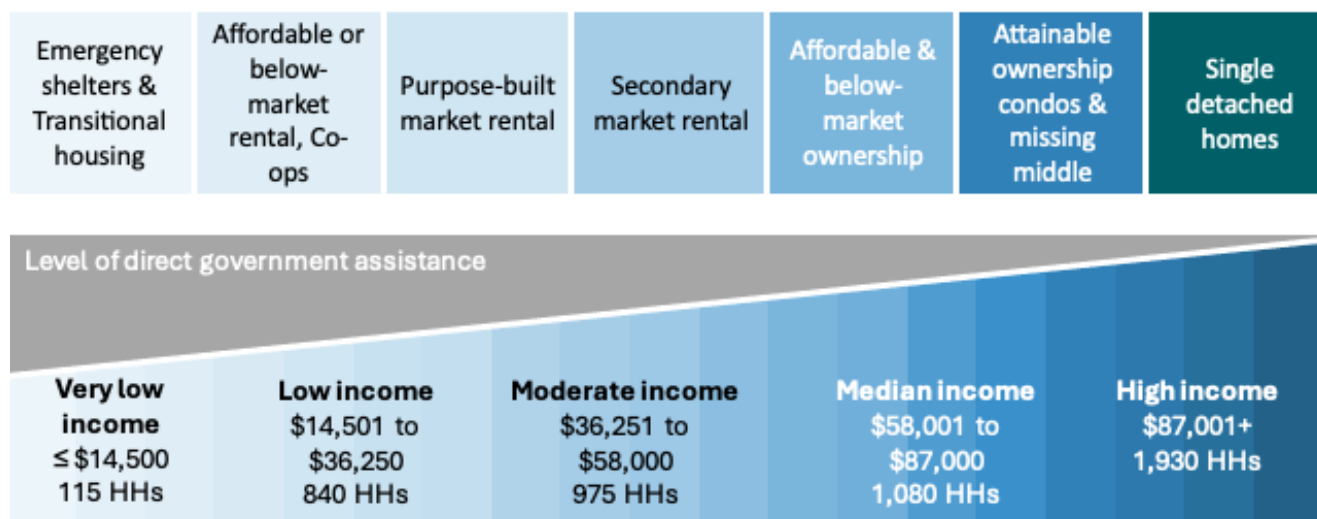 Emergency
shelters &
Transitional
housing
Affordable or
below-
market
rental, Co-
ops
Purpose-built
market rental
Secondary
market rental
Affordable &
below-
market
ownership
Attainable
ownership
condos &
missing
middle
Single
detached
homes
Level of direct government assistance
Very low
income
≤ $14,500
115 HHs
Low income
$14,501 to
$36,250
840 HHs
Moderate income
$36,251 to
$58,000
975 HHs
Median income
$58,001 to
$87,000
1,080 HHs
High income
$87,001+
1,930 HHs